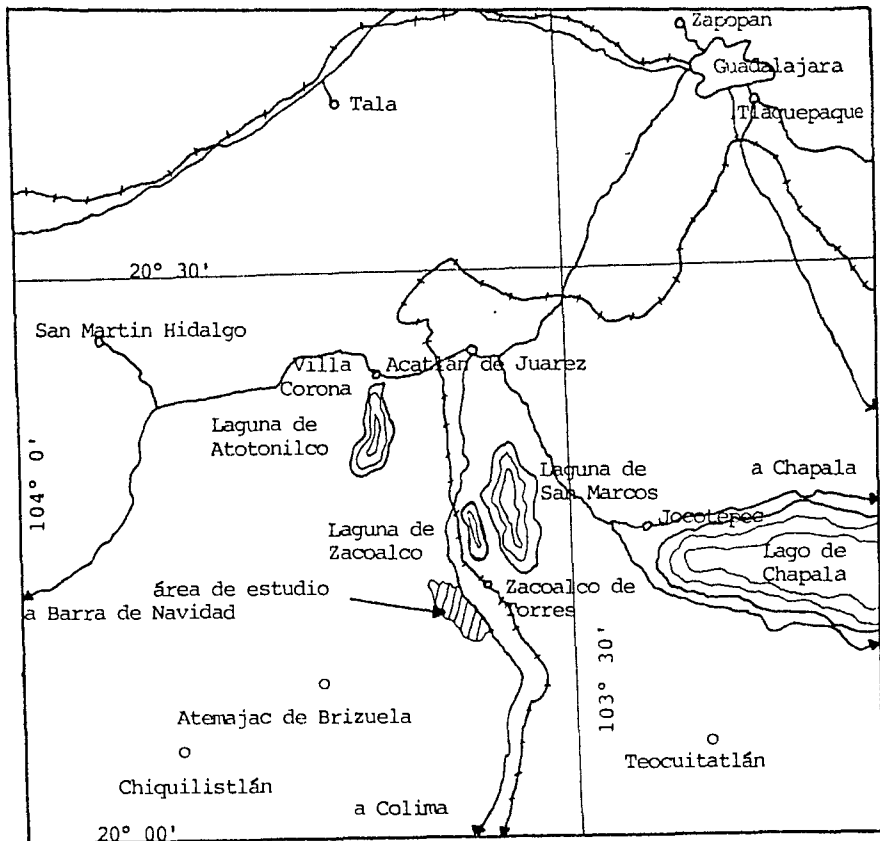 Zapopan
Guadalajara
Tlaquepaque
Tala
20° 30'
San Martin Hidalgo
Villa
Corona
Acatlán de Juarez
Laguna de
Atotonilco
104° 0'
Laguna de
San Marcos
a Chapala
Jocotepec
Laguna de
Zacoalco
Lago de
Chapala
área de estudio
a Barra de Navidad
Zacoalco de
Torres
103° 30'
Atemajac de Brizuela
Chiquilistlán
Teocuitatlán
a Colima
20° 00'